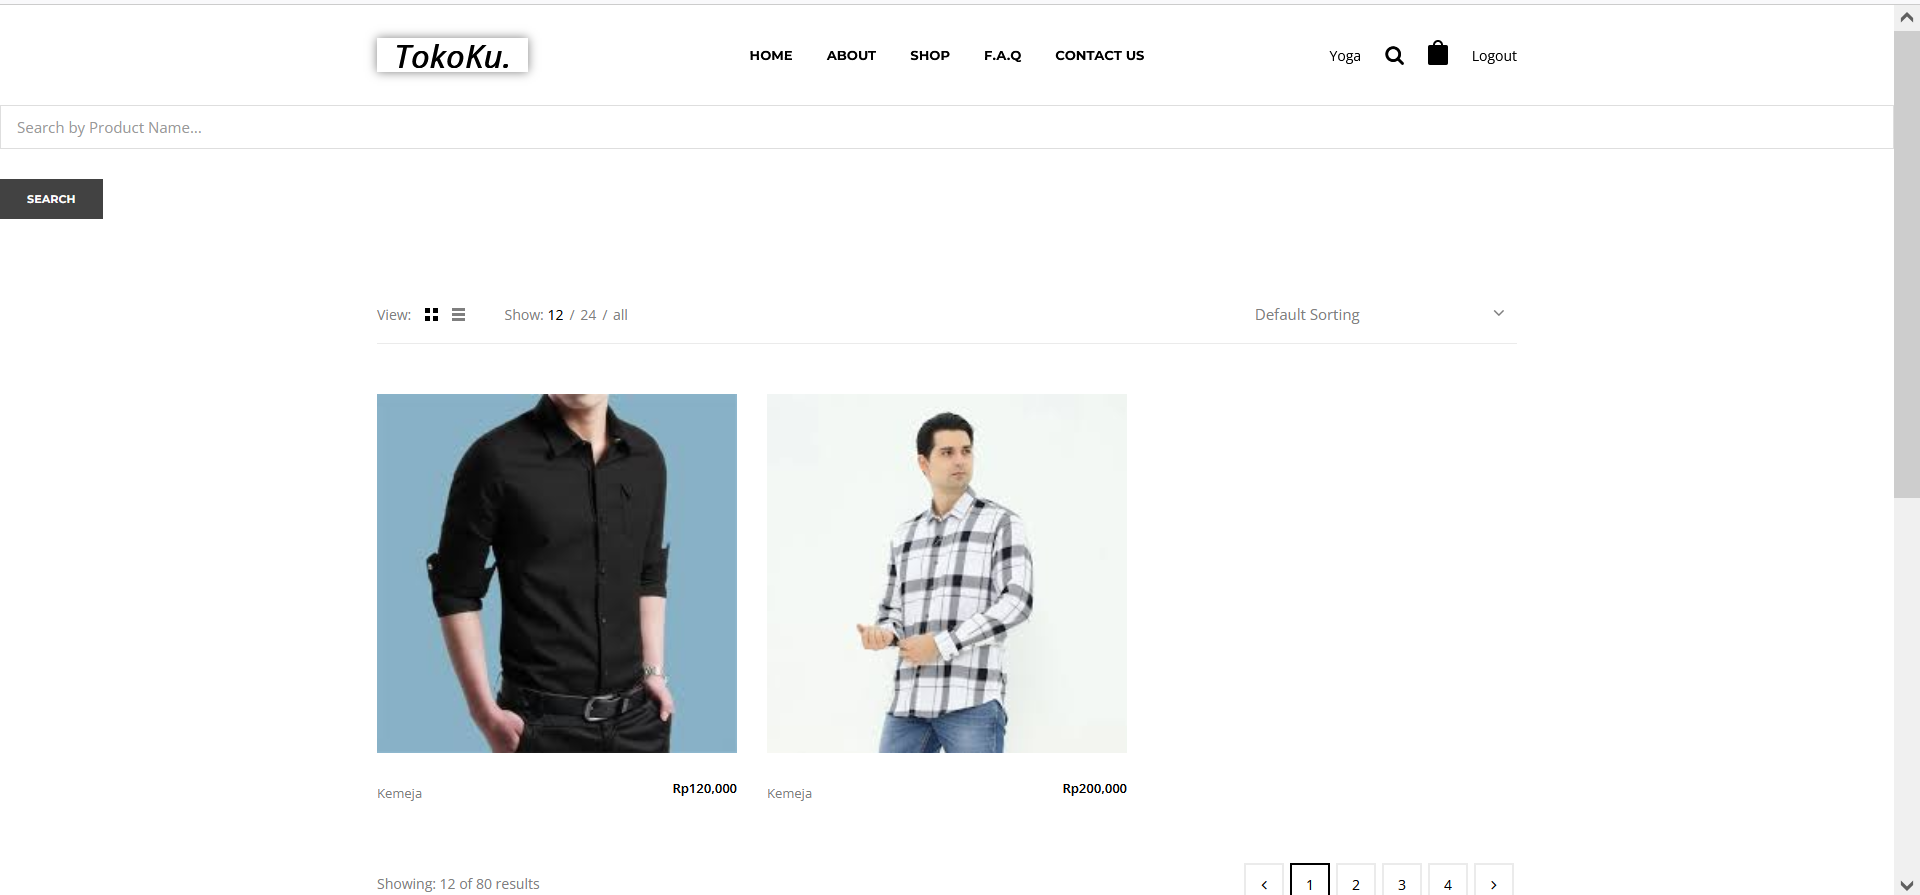 TokoKu.
HOME ABOUT SHOP F.A.Q CONTACT US
Yoga Logout
Search by Product Name...
SEARCH
View: Show: 12 / 24 / all
Default Sorting
Kemeja Rp120,000
Kemeja Rp200,000
Showing: 12 of 80 results
1 2 3 4